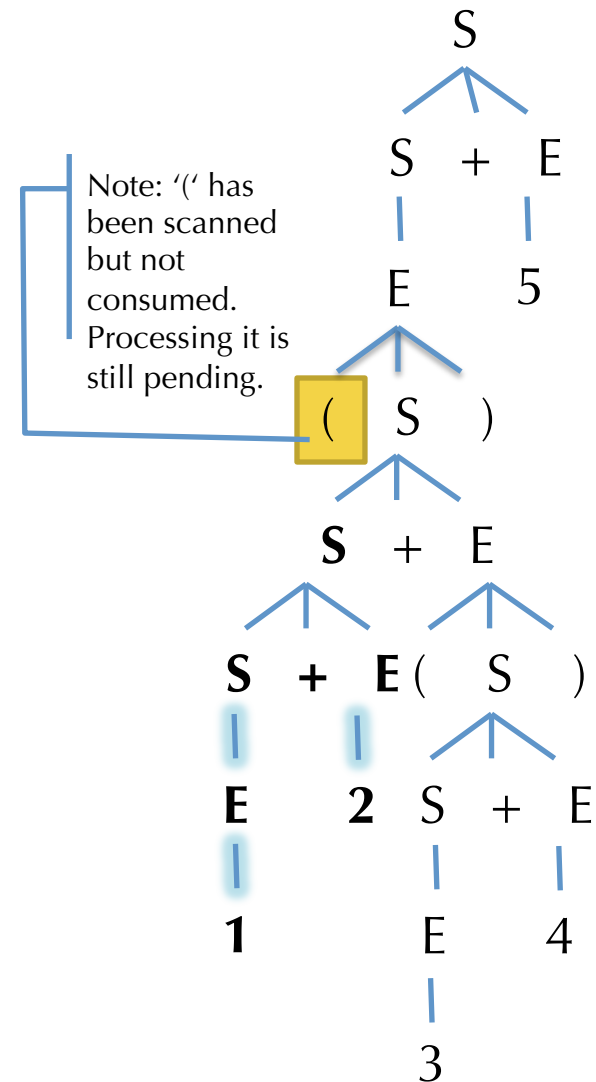 S
S + E
Note: ‘(‘ has
been scanned
but not
consumed.
Processing it is
still pending.
E 5
( S )
S + E
S + E ( S )
E 2 S + E
1 E 4
3